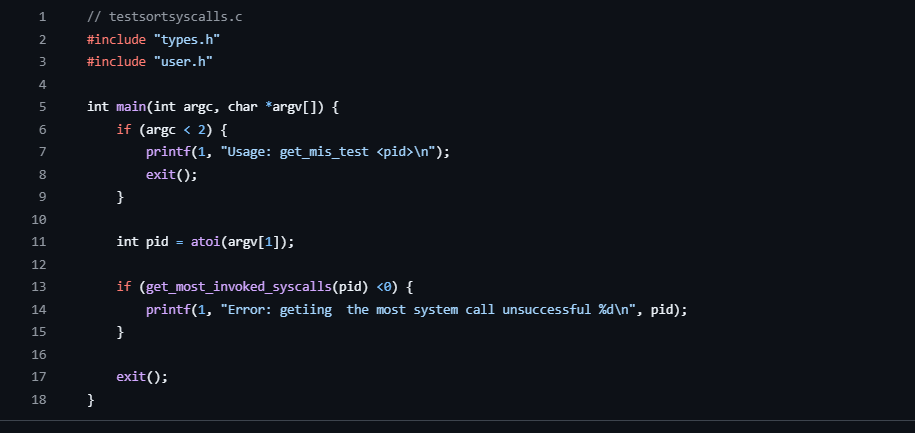 1 // testsortsyscalls.c
2 #include "types.h"
3 #include "user.h"
4
5 int main(int argc, char *argv[]) {
6     if (argc < 2) {
7         printf(1, "Usage: get_mis_test <pid>\n");
8         exit();
9     }
10
11     int pid = atoi(argv[1]);
12
13     if (get_most_invoked_syscalls(pid) <0) {
14         printf(1, "Error: getiing  the most system call unsuccessful %d\n", pid);
15     }
16
17     exit();
18 }